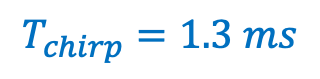 T_chirp = 1.3 ms